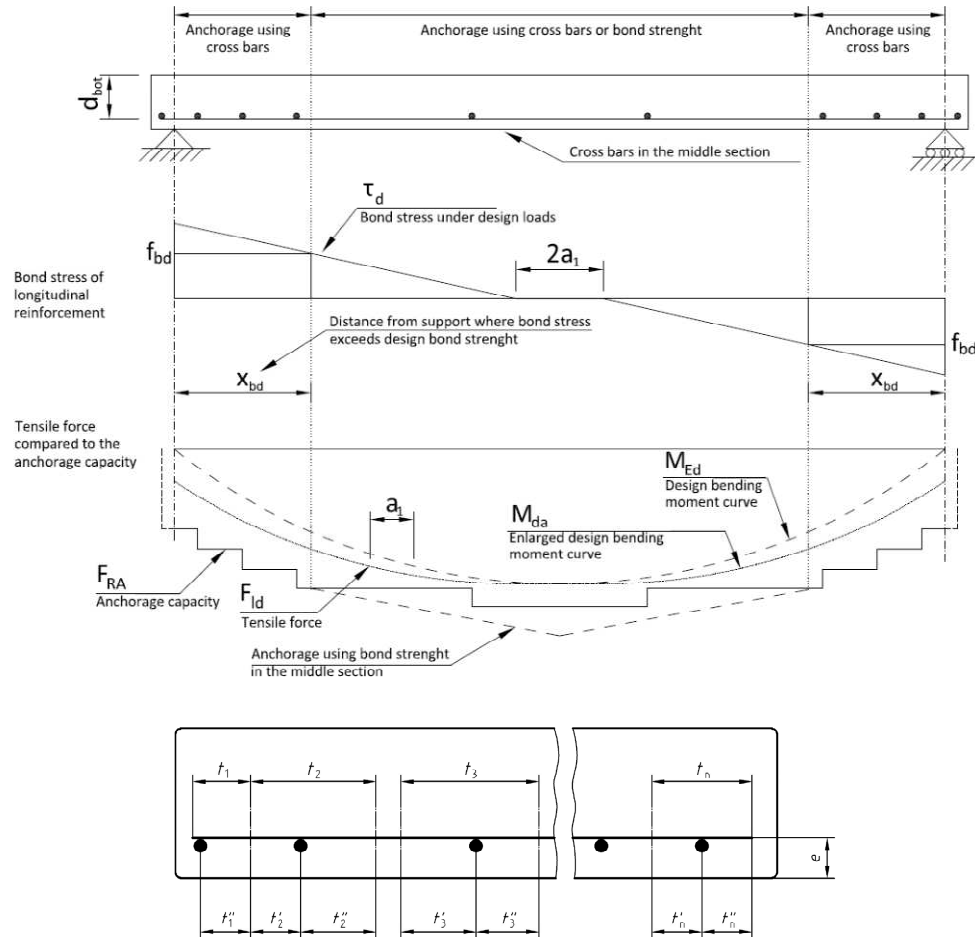 Anchorage using
cross bars
Anchorage using cross bars or bond strenght
Anchorage using
cross bars
d_bot
Cross bars in the middle section
τ_d
Bond stress under design loads
f_bd
2a_1
Bond stress of
longitudinal
reinforcement
Distance from support where bond stress
exceeds design bond strenght
f_bd
x_bd
x_bd
Tensile force
compared to the
anchorage capacity
M_Ed
Design bending
moment curve
a_1
M_da
Enlarged design bending
moment curve
F_RA
Anchorage capacity
F_ld
Tensile force
Anchorage using bond strenght
in the middle section
t_1 t_2 t_3 t_n
e
t''_1 t'_2 t''_2 t'_3 t''_3 t'_n t''_n